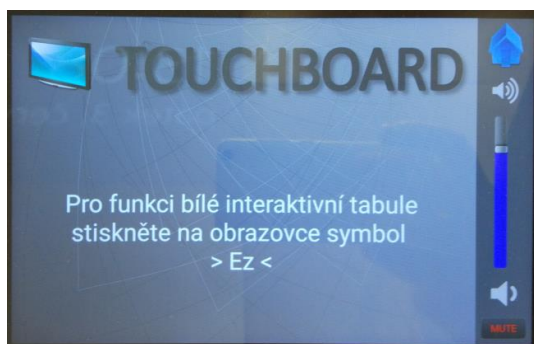 TOUCHBOARD
Pro funkci bílé interaktivní tabule
stiskněte na obrazovce symbol
> Ez <
MUTE